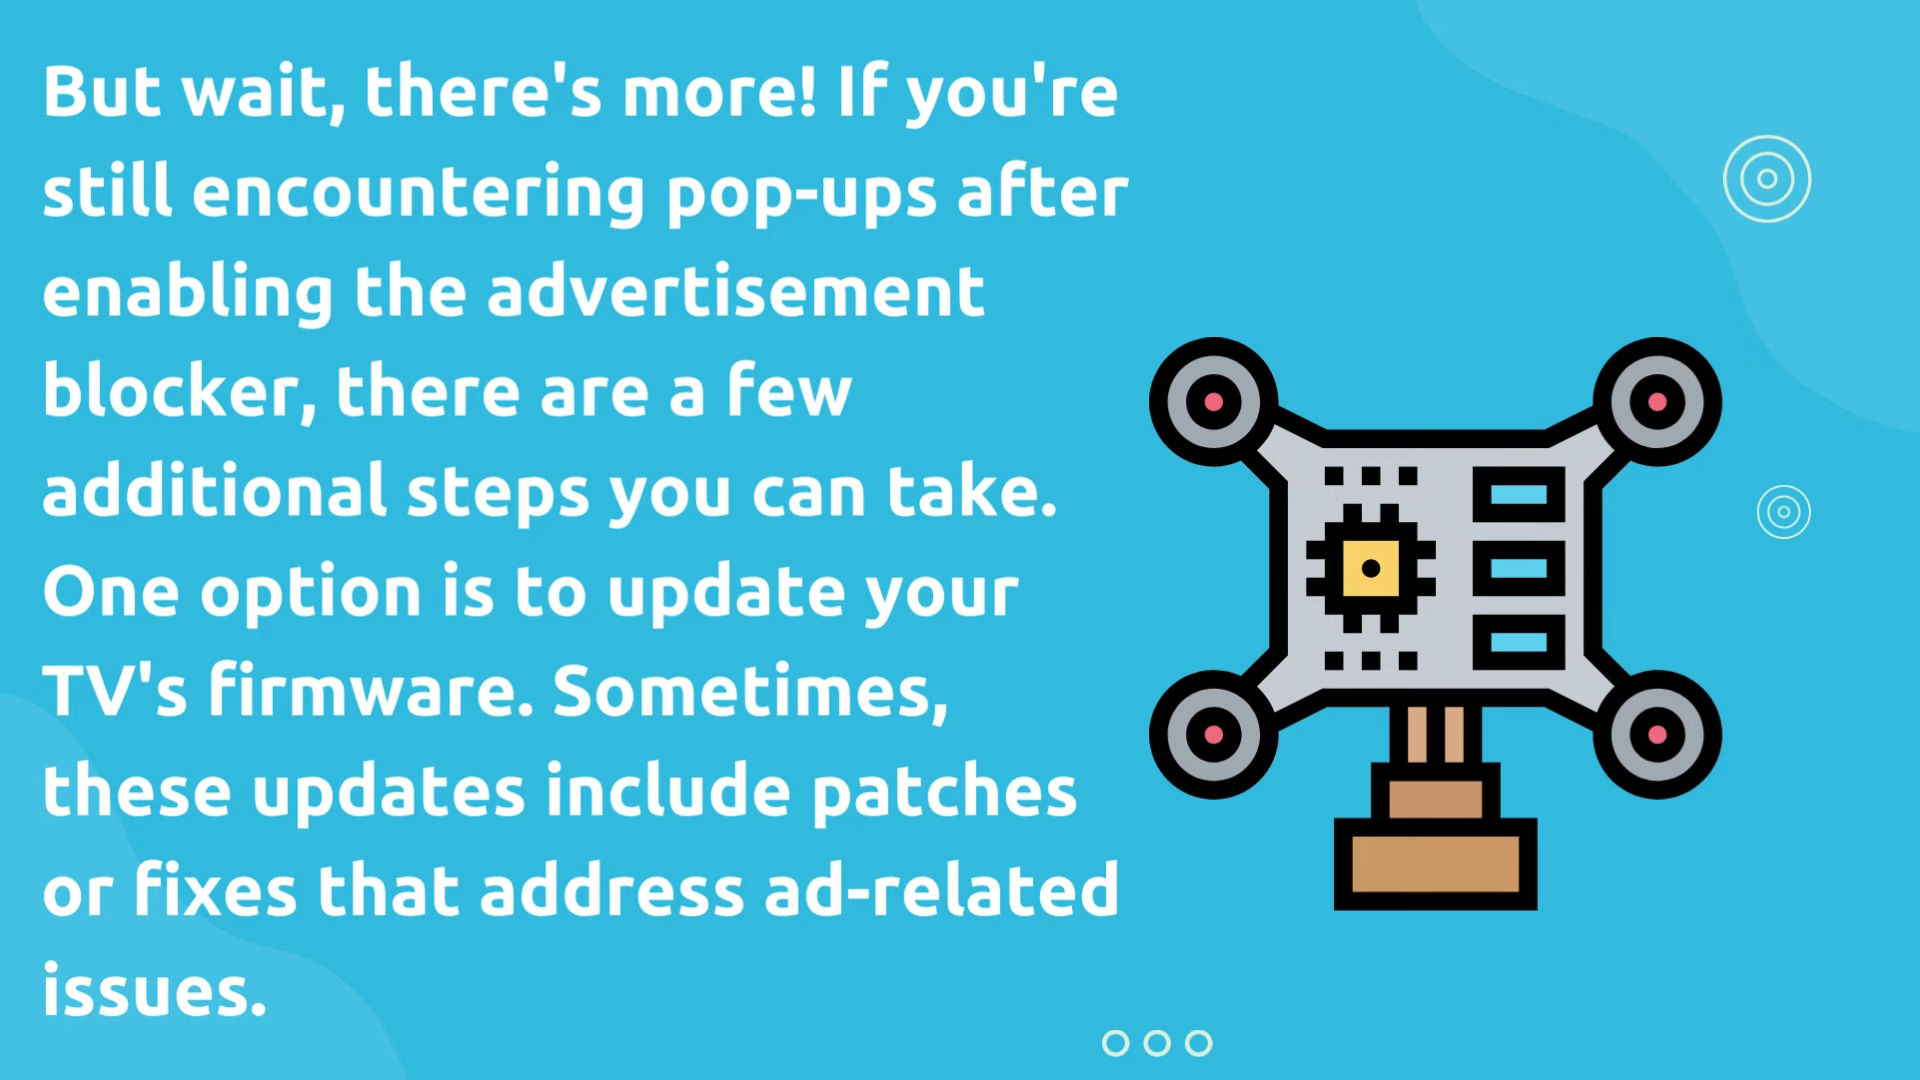 But wait, there's more! If you're
still encountering pop-ups after
enabling the advertisement
blocker, there are a few
additional steps you can take.
One option is to update your
TV's firmware. Sometimes,
these updates include patches
or fixes that address ad-related
issues.